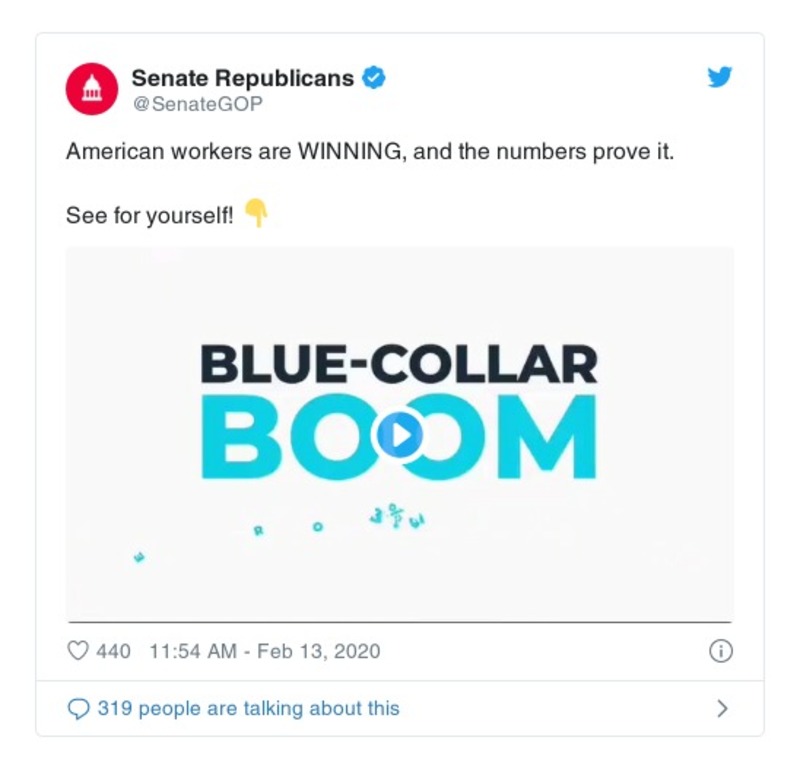 Senate Republicans
@SenateGOP
American workers are WINNING, and the numbers prove it.
See for yourself! 👇
BLUE-COLLAR
BOOM
440 11:54 AM - Feb 13, 2020
319 people are talking about this